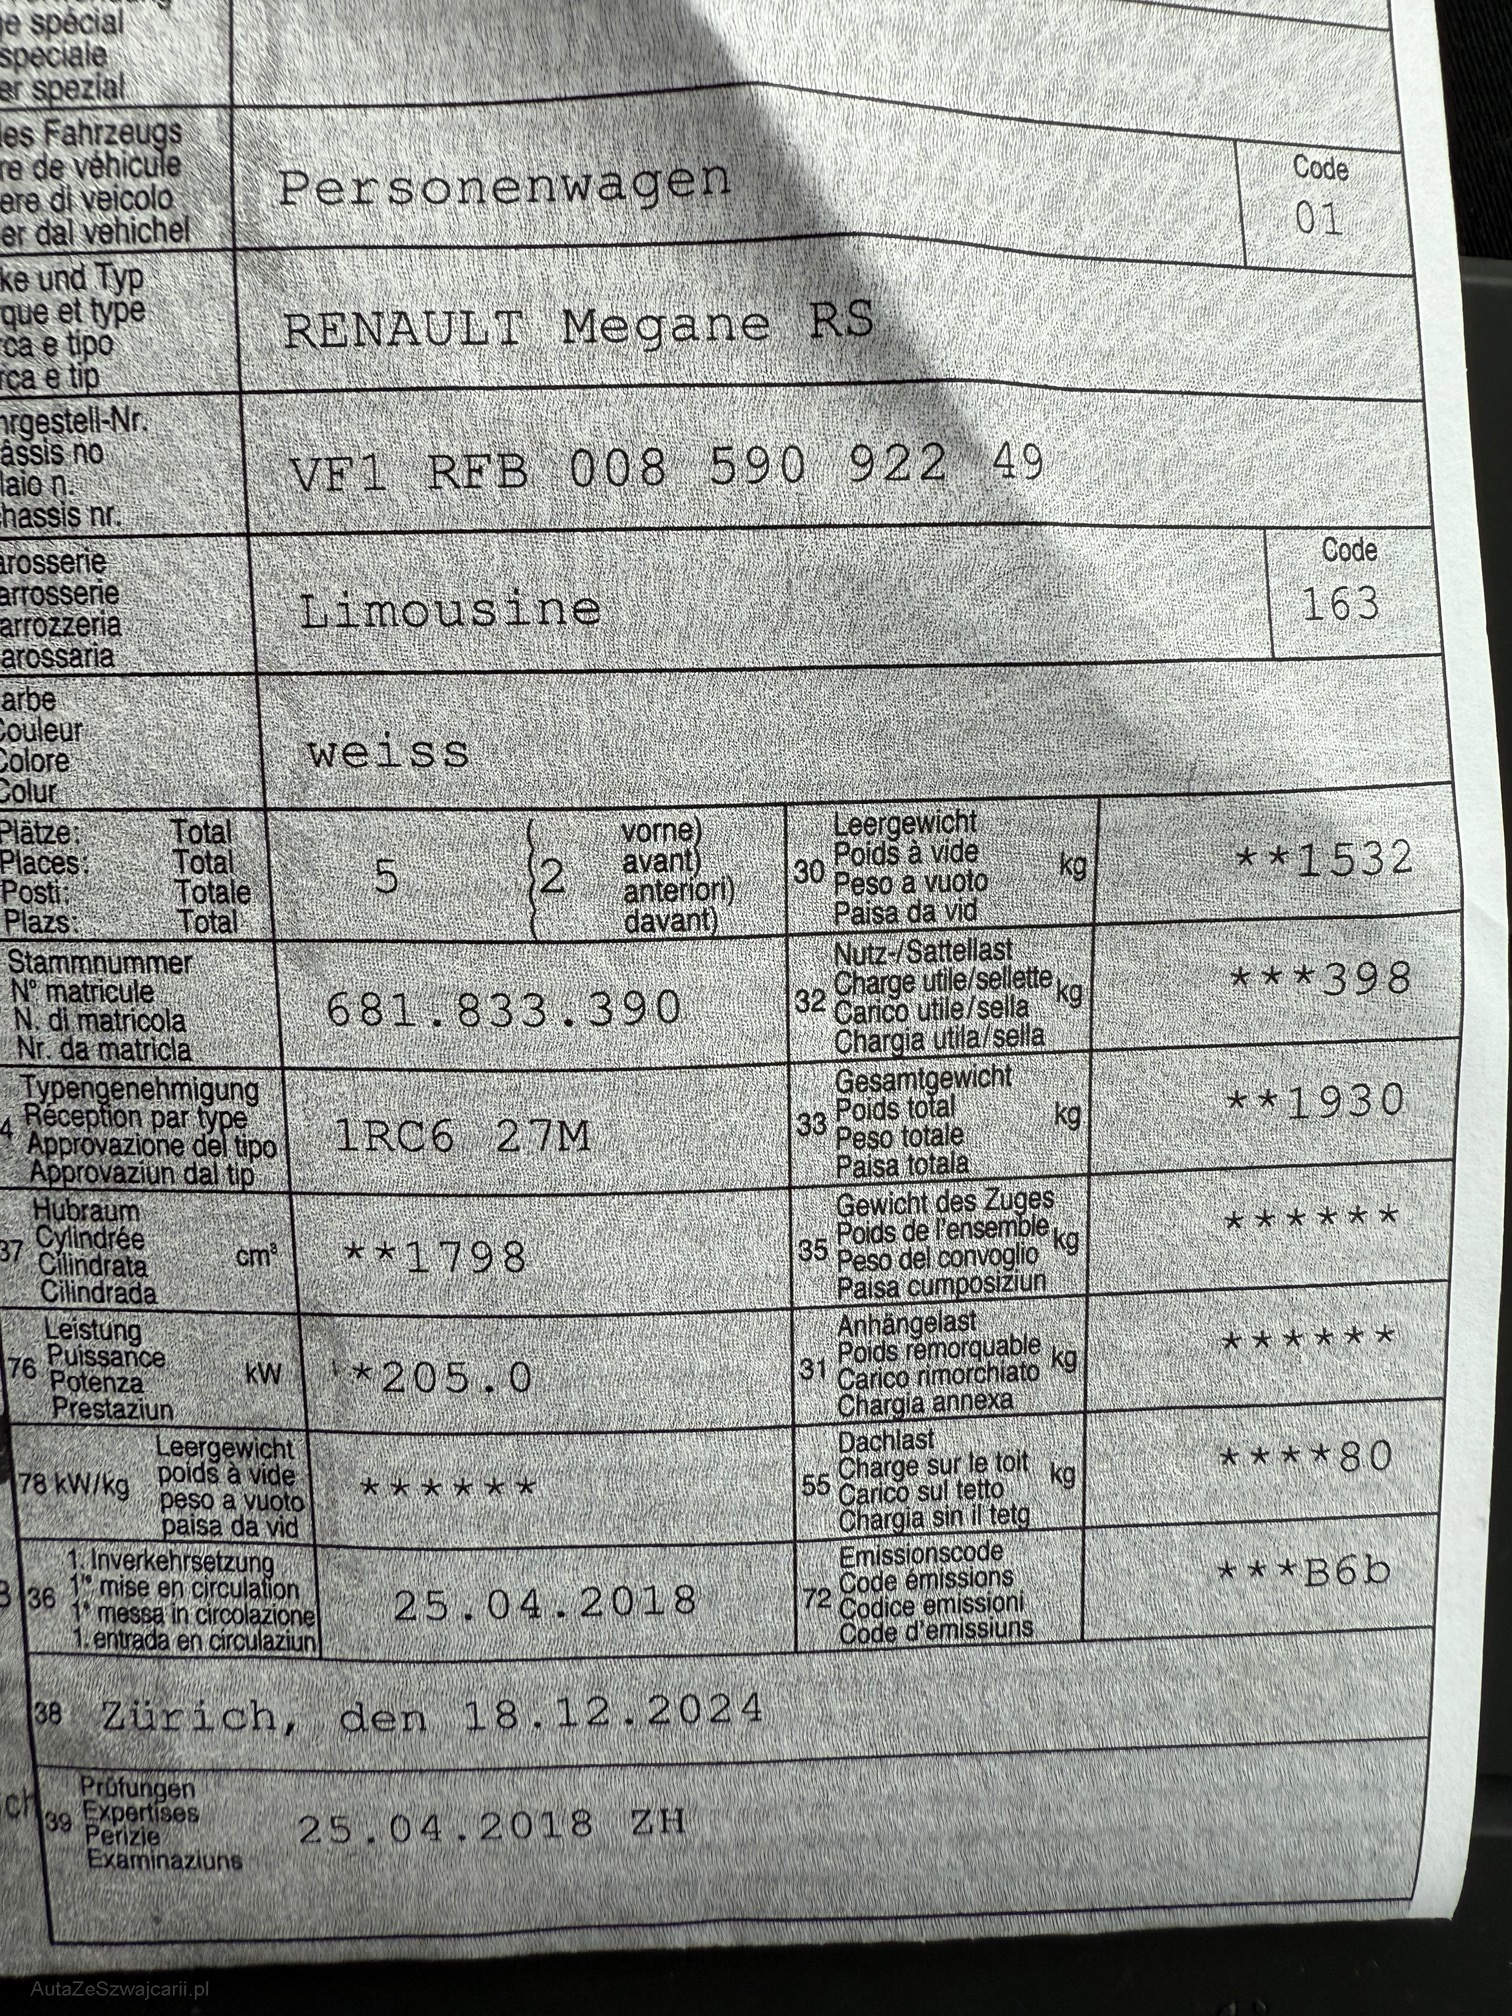 e spécial
speciale
er spezial
es Fahrzeugs
re de véhicule
ere di veicolo
er dal vehichel
Personenwagen
Code
01
ke und Typ
que et type
ca e tipo
rca e tip
RENAULT Megane RS
hrgestell-Nr.
âssis no
laio n.
hassis nr.
VF1 RFB 008 590 922 49
arosserie
arrosserie
arrozzeria
arossaria
Limousine
Code
163
arbe
Couleur
Colore
Colur
weiss
Plätze: Total
Places: Total
Posti: Totale
Plazs: Total
5
2
vorne)
avant)
anteriori)
davant)
30
Leergewicht
Poids à vide
Peso a vuoto
Paisa da vid
kg
**1532
Stammnummer
N° matricule
N. di matricola
Nr. da matricla
681.833.390
32
Nutz-/Sattellast
Charge utile/sellette
Carico utile/sella
Chargia utila/sella
kg
***398
4
Typengenehmigung
Réception par type
Approvazione del tipo
Approvaziun dal tip
1RC6 27M
33
Gesamtgewicht
Poids total
Peso totale
Paisa totala
kg
**1930
37
Hubraum
Cylindrée
Cilindrata
Cilindrada
cm³
**1798
35
Gewicht des Zuges
Poids de l'ensemble
Peso del convoglio
Paisa cumposiziun
kg
******
76
Leistung
Puissance
Potenza
Prestaziun
kW
*205.0
31
Anhängelast
Poids remorquable
Carico rimorchiato
Chargia annexa
kg
******
78 kW/kg
Leergewicht
poids à vide
peso a vuoto
paisa da vid
******
55
Dachlast
Charge sur le toit
Carico sul tetto
Chargia sin il tetg
kg
****80
36
1. Inverkehrsetzung
1re mise en circulation
1a messa in circolazione
1. entrada en circulaziun
25.04.2018
72
Emissionscode
Code émissions
Codice emissioni
Code d'emissiuns
***B6b
38 Zürich, den 18.12.2024
39
Prüfungen
Expertises
Perizie
Examinaziuns
25.04.2018 ZH
AutaZeSzwajcarii.pl